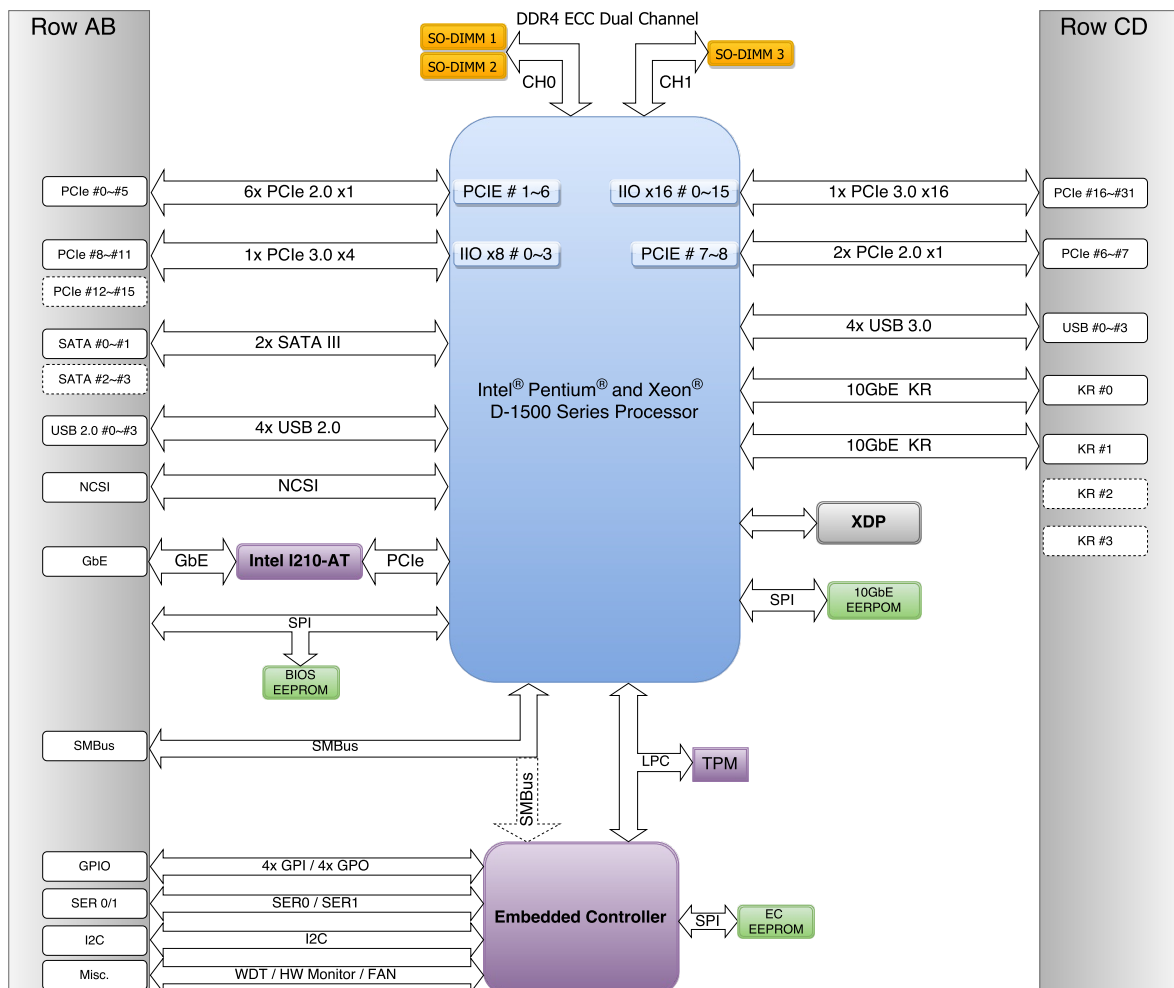 Row AB
DDR4 ECC Dual Channel
Row CD
SO-DIMM 1
SO-DIMM 2
SO-DIMM 3
CH0
CH1
PCIe #0~#5
6x PCIe 2.0 x1
PCIE # 1~6
IIO x16 # 0~15
1x PCIe 3.0 x16
PCIe #16~#31
PCIe #8~#11
1x PCIe 3.0 x4
IIO x8 # 0~3
PCIE # 7~8
2x PCIe 2.0 x1
PCIe #6~#7
PCIe #12~#15
SATA #0~#1
2x SATA III
4x USB 3.0
USB #0~#3
SATA #2~#3
Intel® Pentium® and Xeon®
D-1500 Series Processor
10GbE KR
KR #0
USB 2.0 #0~#3
4x USB 2.0
10GbE KR
KR #1
NCSI
NCSI
KR #2
XDP
KR #3
GbE
GbE
Intel I210-AT
PCIe
SPI
10GbE
EERPOM
SPI
BIOS
EEPROM
SMBus
SMBus
LPC
TPM
SMBus
GPIO
4x GPI / 4x GPO
SER 0/1
SER0 / SER1
Embedded Controller
SPI
EC
EEPROM
I2C
I2C
Misc.
WDT / HW Monitor / FAN